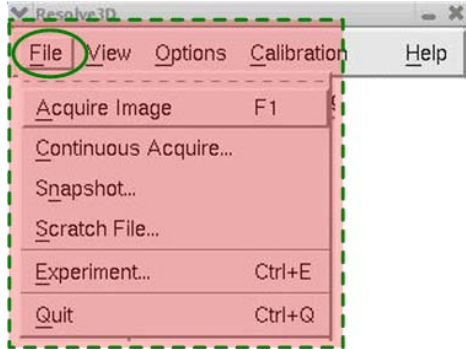 Resolve3D
File View Options Calibration Help
Acquire Image F1
Continuous Acquire...
Snapshot...
Scratch File...
Experiment... Ctrl+E
Quit Ctrl+Q